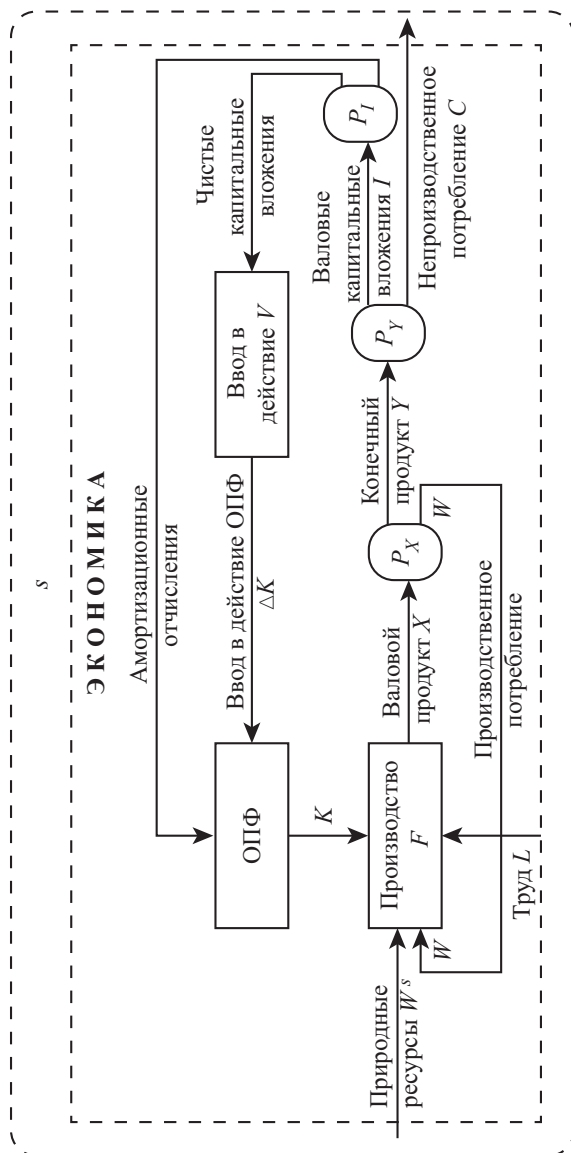 s
ЭКОНОМИКА
Амортизационные
отчисления
Чистые
капитальные
вложения
Ввод в
действие V
Ввод в действие ОПФ
△K
ОПФ
K
Природные
ресурсы W^s
W
Производство
F
Труд L
Валовой
продукт X
P_X
W
Производственное
потребление
Конечный
продукт Y
P_Y
Валовые
капитальные
вложения I
P_I
Непроизводственное
потребление C